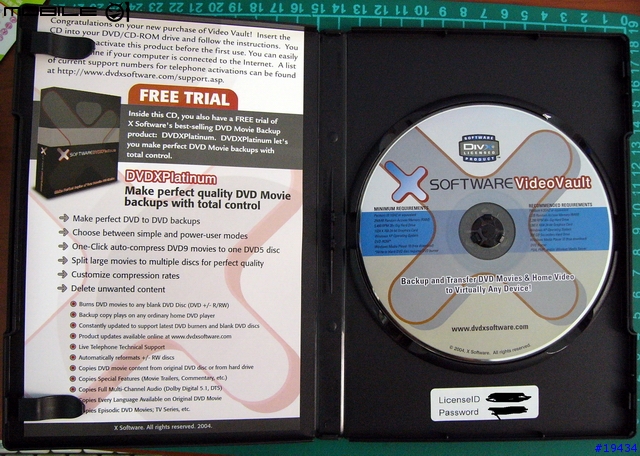 Congratulations on your new purchase of Video Vault! Insert the
CD into your DVD/CD-ROM drive and follow the instructions. You
activate this product before the first use. You can easily
if your computer is connected to the Internet. A list
of current support numbers for telephone activations can be found
at http://www.dvdxsoftware.com/support.asp.
FREE TRIAL
Inside this CD, you also have a FREE trial of
X Software's best-selling DVD Movie Backup
product: DVDXPlatinum. DVDXPlatinum let's
you make perfect DVD Movie backups with
total control.
X SOFTWARE
DVDXPlatinum
Make perfect quality DVD Movie
backups with total control
Make perfect DVD to DVD backups
Choose between simple and power-user modes
One-Click auto-compress DVD9 movies to one DVD5 disc
Split large movies to multiple discs for perfect quality
Customize compression rates
Delete unwanted content
Burns DVD movies to any blank DVD Disc (DVD +/- R/RW)
Backup copy plays on any ordinary home DVD player
Constantly updated to support latest DVD burners and blank DVD discs
Product updates available online at www.dvdxsoftware.com
Live Telephone Technical Support
Automatically reformats +/- RW discs
Copies DVD movie content from original DVD disc or from hard drive
Copies Special Features (Movie Trailers, Commentary, etc.)
Copies Full Multi-Channel Audio (Dolby Digital 5.1, DTS)
Copies Every Language Available on Original DVD Movie
Copies Episodic DVD Movies; TV Series, etc.
X Software. All rights reserved. 2004.
SOFTWARE
DivX
LICENSED
PRODUCT
X SOFTWARE VideoVault
MINIMUM REQUIREMENTS
RECOMMENDED REQUIREMENTS
Backup and Transfer DVD Movies & Home Video
to Virtually Any Device!
www.dvdxsoftware.com
© 2004, X Software. All rights reserved.
LicenseID
Password
#19434